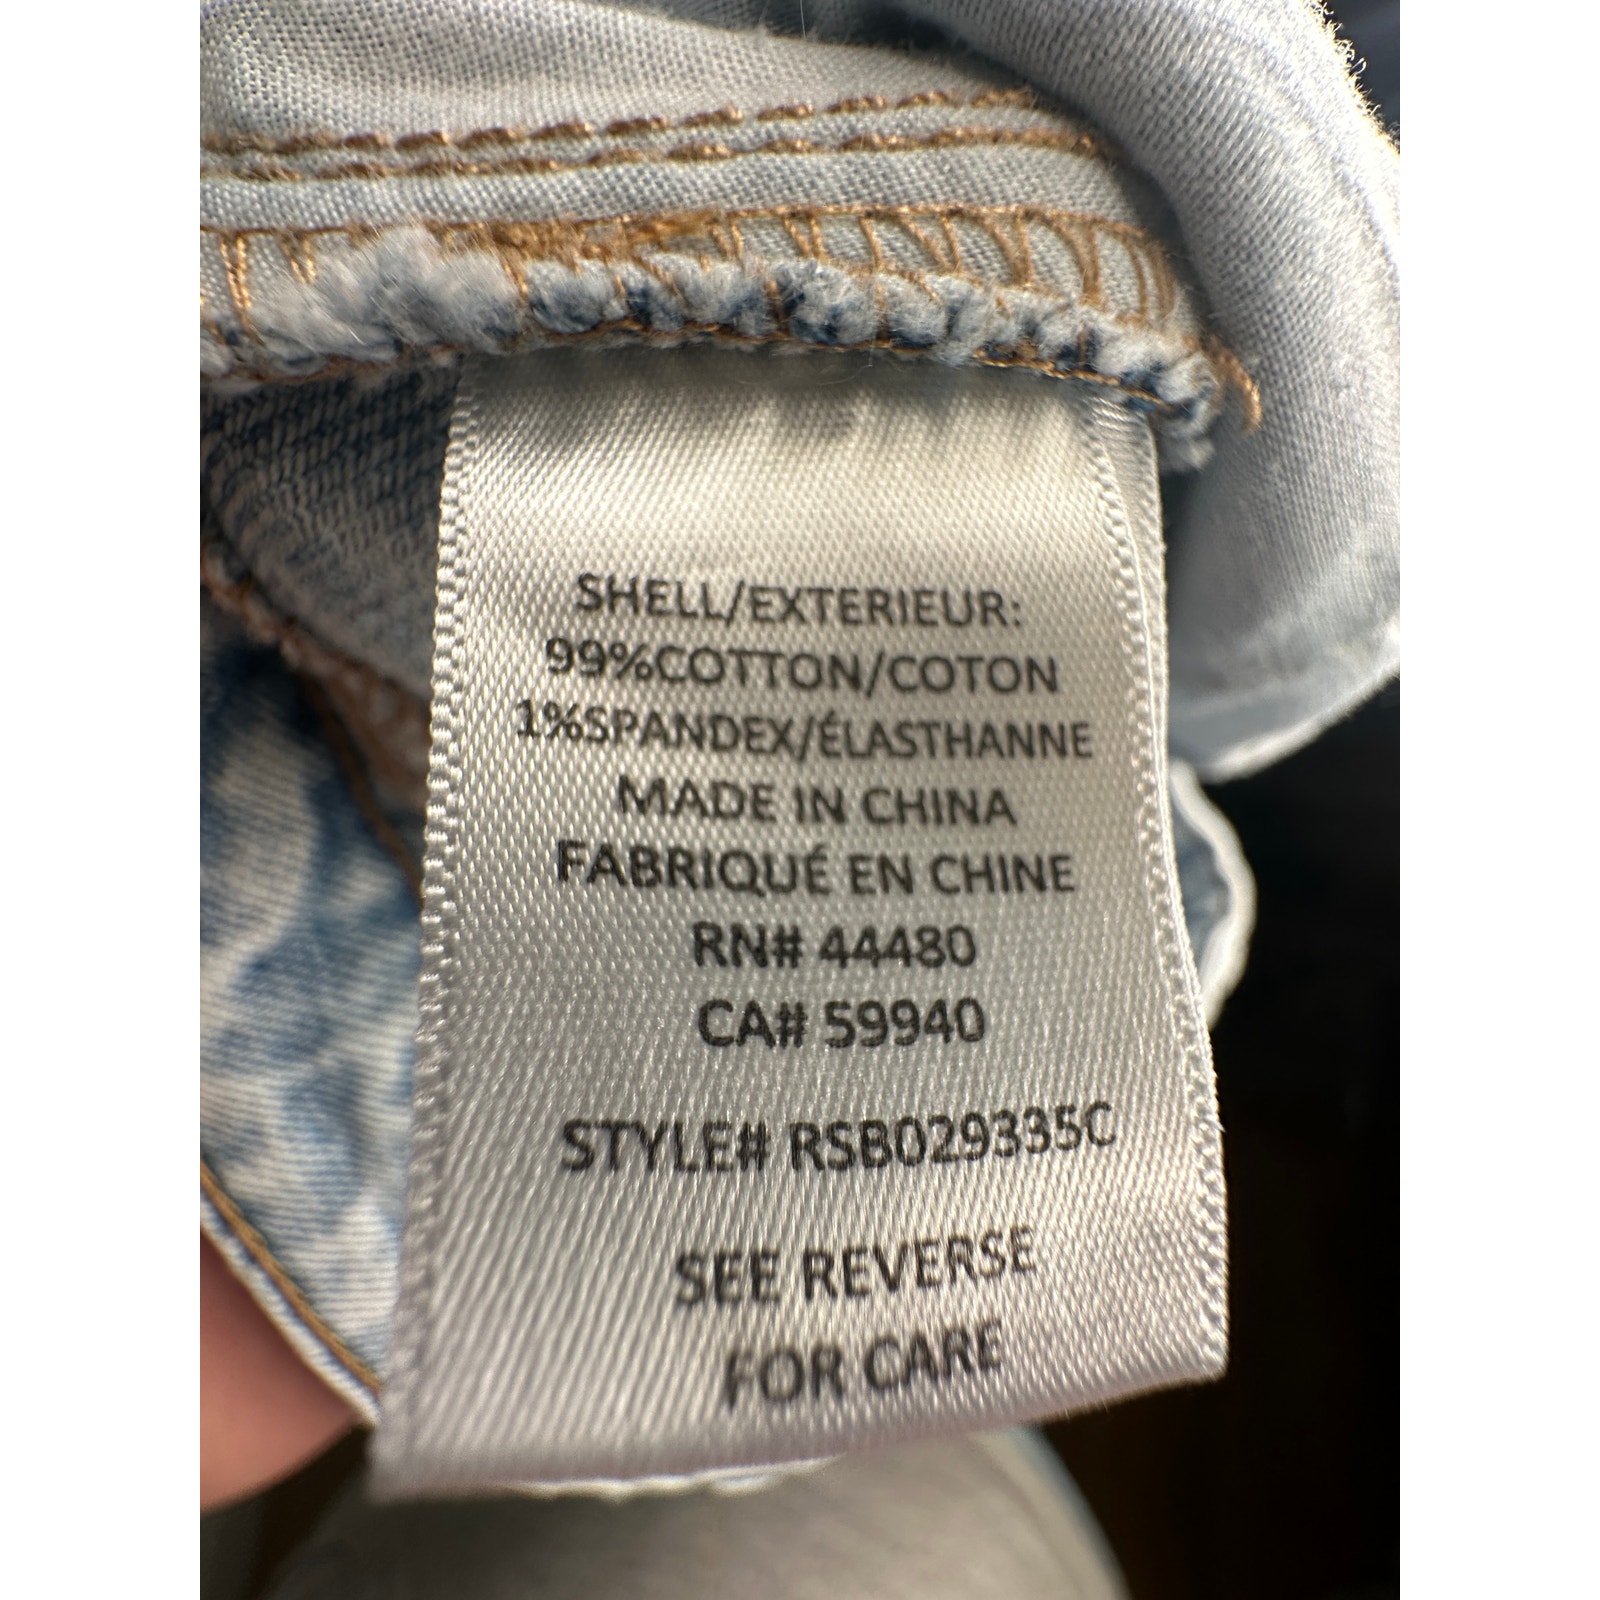 SHELL/EXTERIEUR:
99%COTTON/COTON
1%SPANDEX/ÉLASTHANNE
MADE IN CHINA
FABRIQUÉ EN CHINE
RN# 44480
CA# 59940
STYLE# RSB029335C
SEE REVERSE
FOR CARE